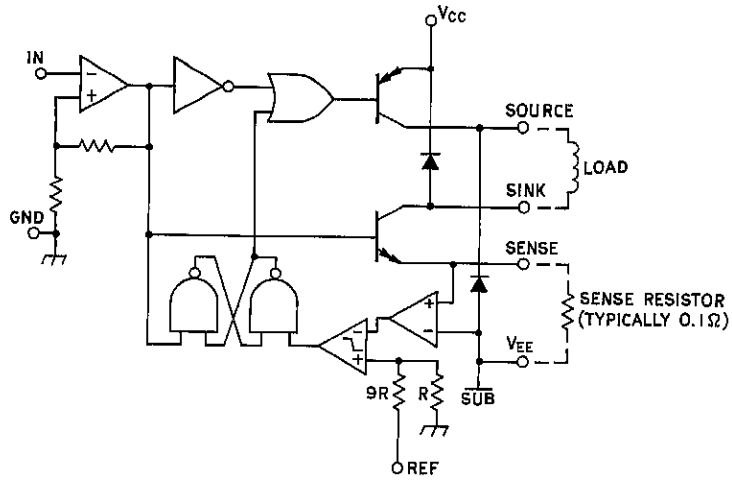 VCC
IN
-
+
SOURCE
LOAD
SINK
GND
SENSE
+
-
SENSE RESISTOR
(TYPICALLY 0.1Ω)
-
+
VEE
9R
R
SUB
REF